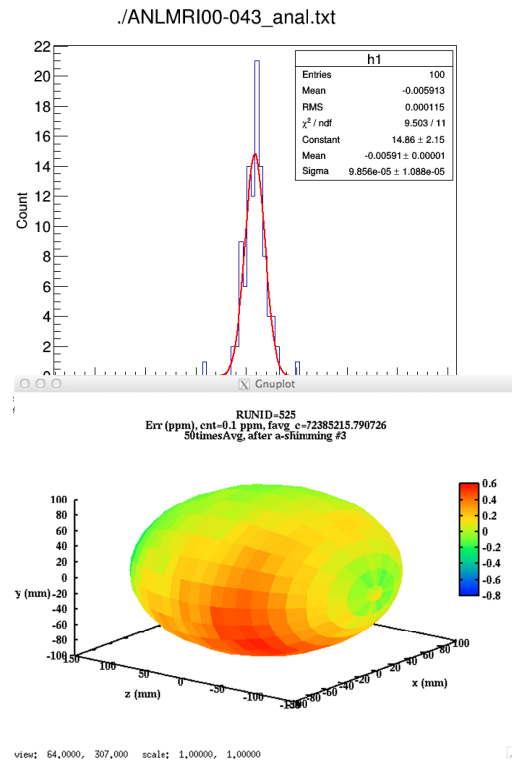 ./ANLMRI00-043_anal.txt
h1
Entries 100
Mean -0.005913
RMS 0.000115
χ² / ndf 9.503 / 11
Constant 14.86 ± 2.15
Mean -0.00591 ± 0.00001
Sigma 9.856e-05 ± 1.088e-05
Count
22
20
18
16
14
12
10
8
6
4
2
0
Gnuplot
RUNID=525
Err (ppm), cnt=0.1 ppm, favg_c=72385215.790726
50timesAvg, after a-shimming #3
0.6
0.4
0.2
0
-0.2
-0.4
-0.6
-0.8
100
80
60
40
20
0
-20
-40
-60
-80
-100
y (mm)
150 100 50 0 -50 -100
z (mm)
-60 -40 -20 0 20 40 60 80 100
x (mm)
view: 64.0000, 307.000 scale: 1.00000, 1.00000